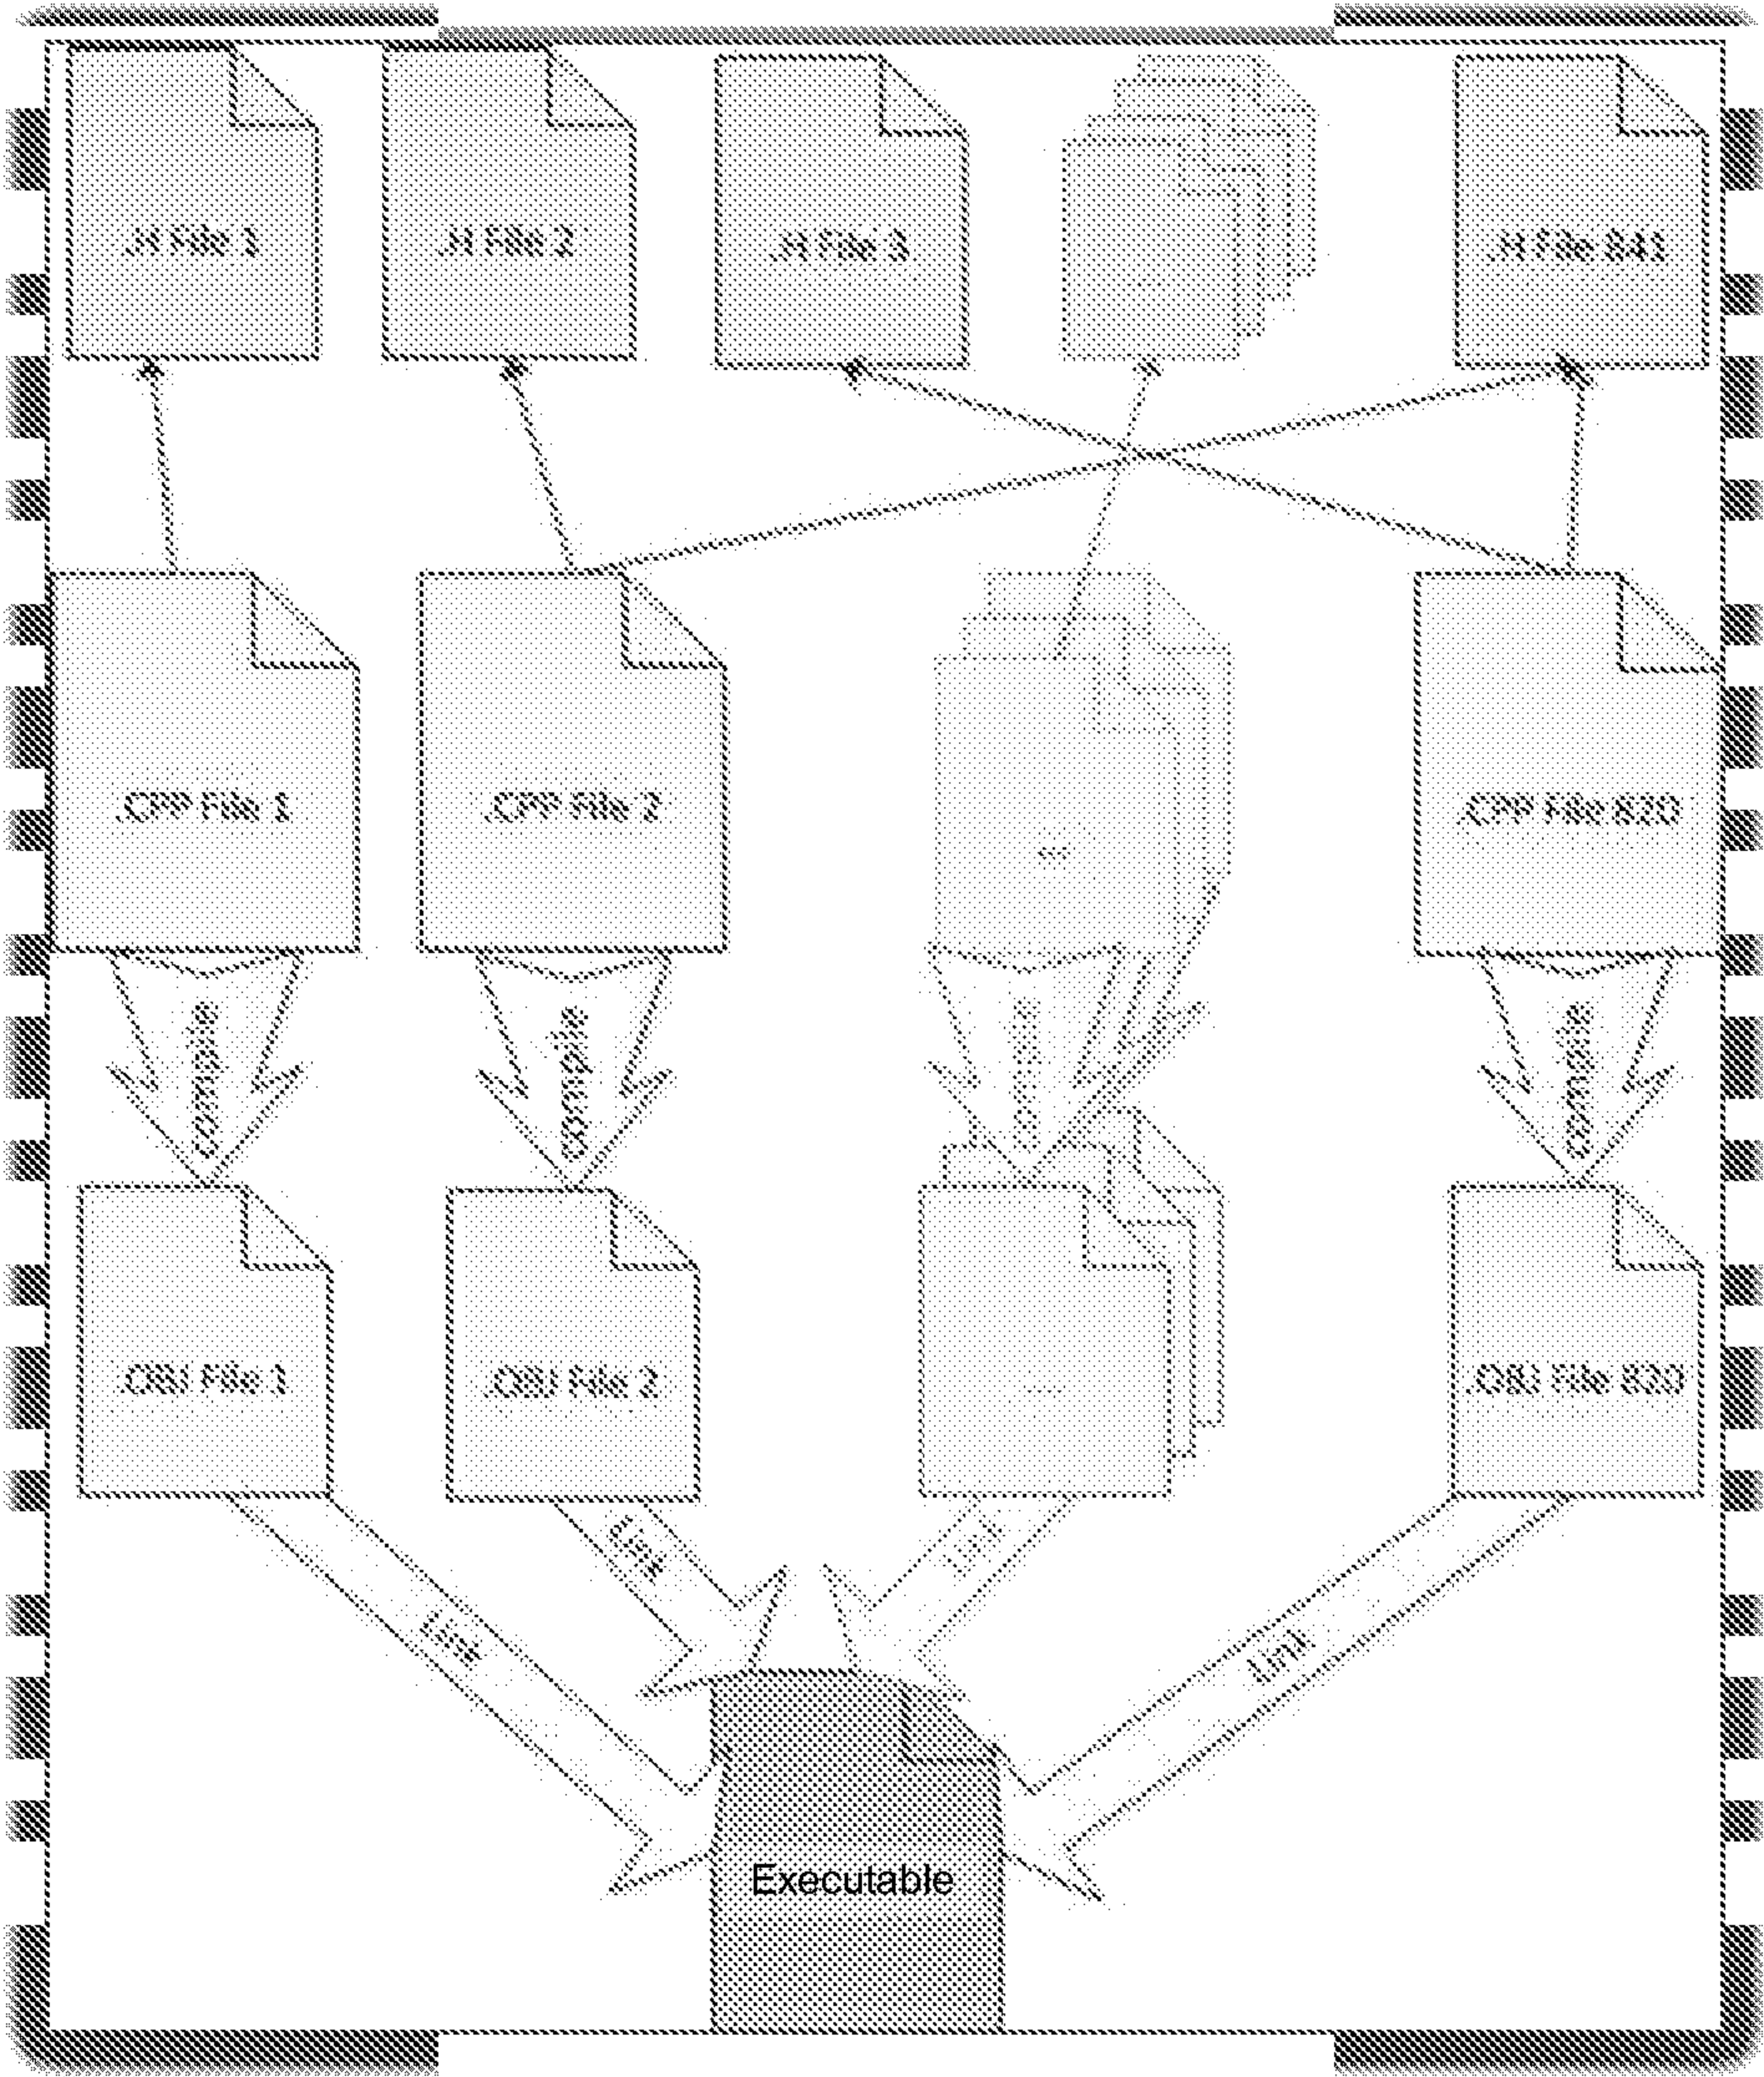 .H File 1
.H File 2
.H File 3
.H File 841
.CPP File 1
.CPP File 2
...
.CPP File 820
Compile
Compile
Compile
Compile
.OBJ File 1
.OBJ File 2
....
.OBJ File 820
Link
Link
Link
Link
Executable